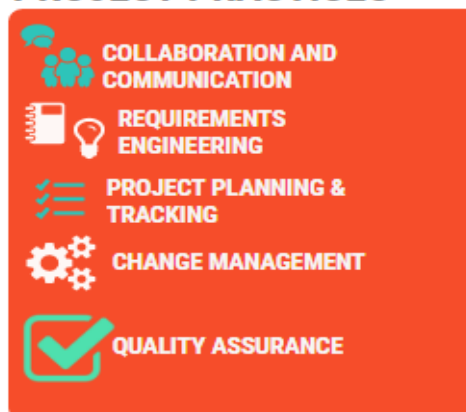 COLLABORATION AND
COMMUNICATION
REQUIREMENTS
ENGINEERING
PROJECT PLANNING &
TRACKING
CHANGE MANAGEMENT
QUALITY ASSURANCE